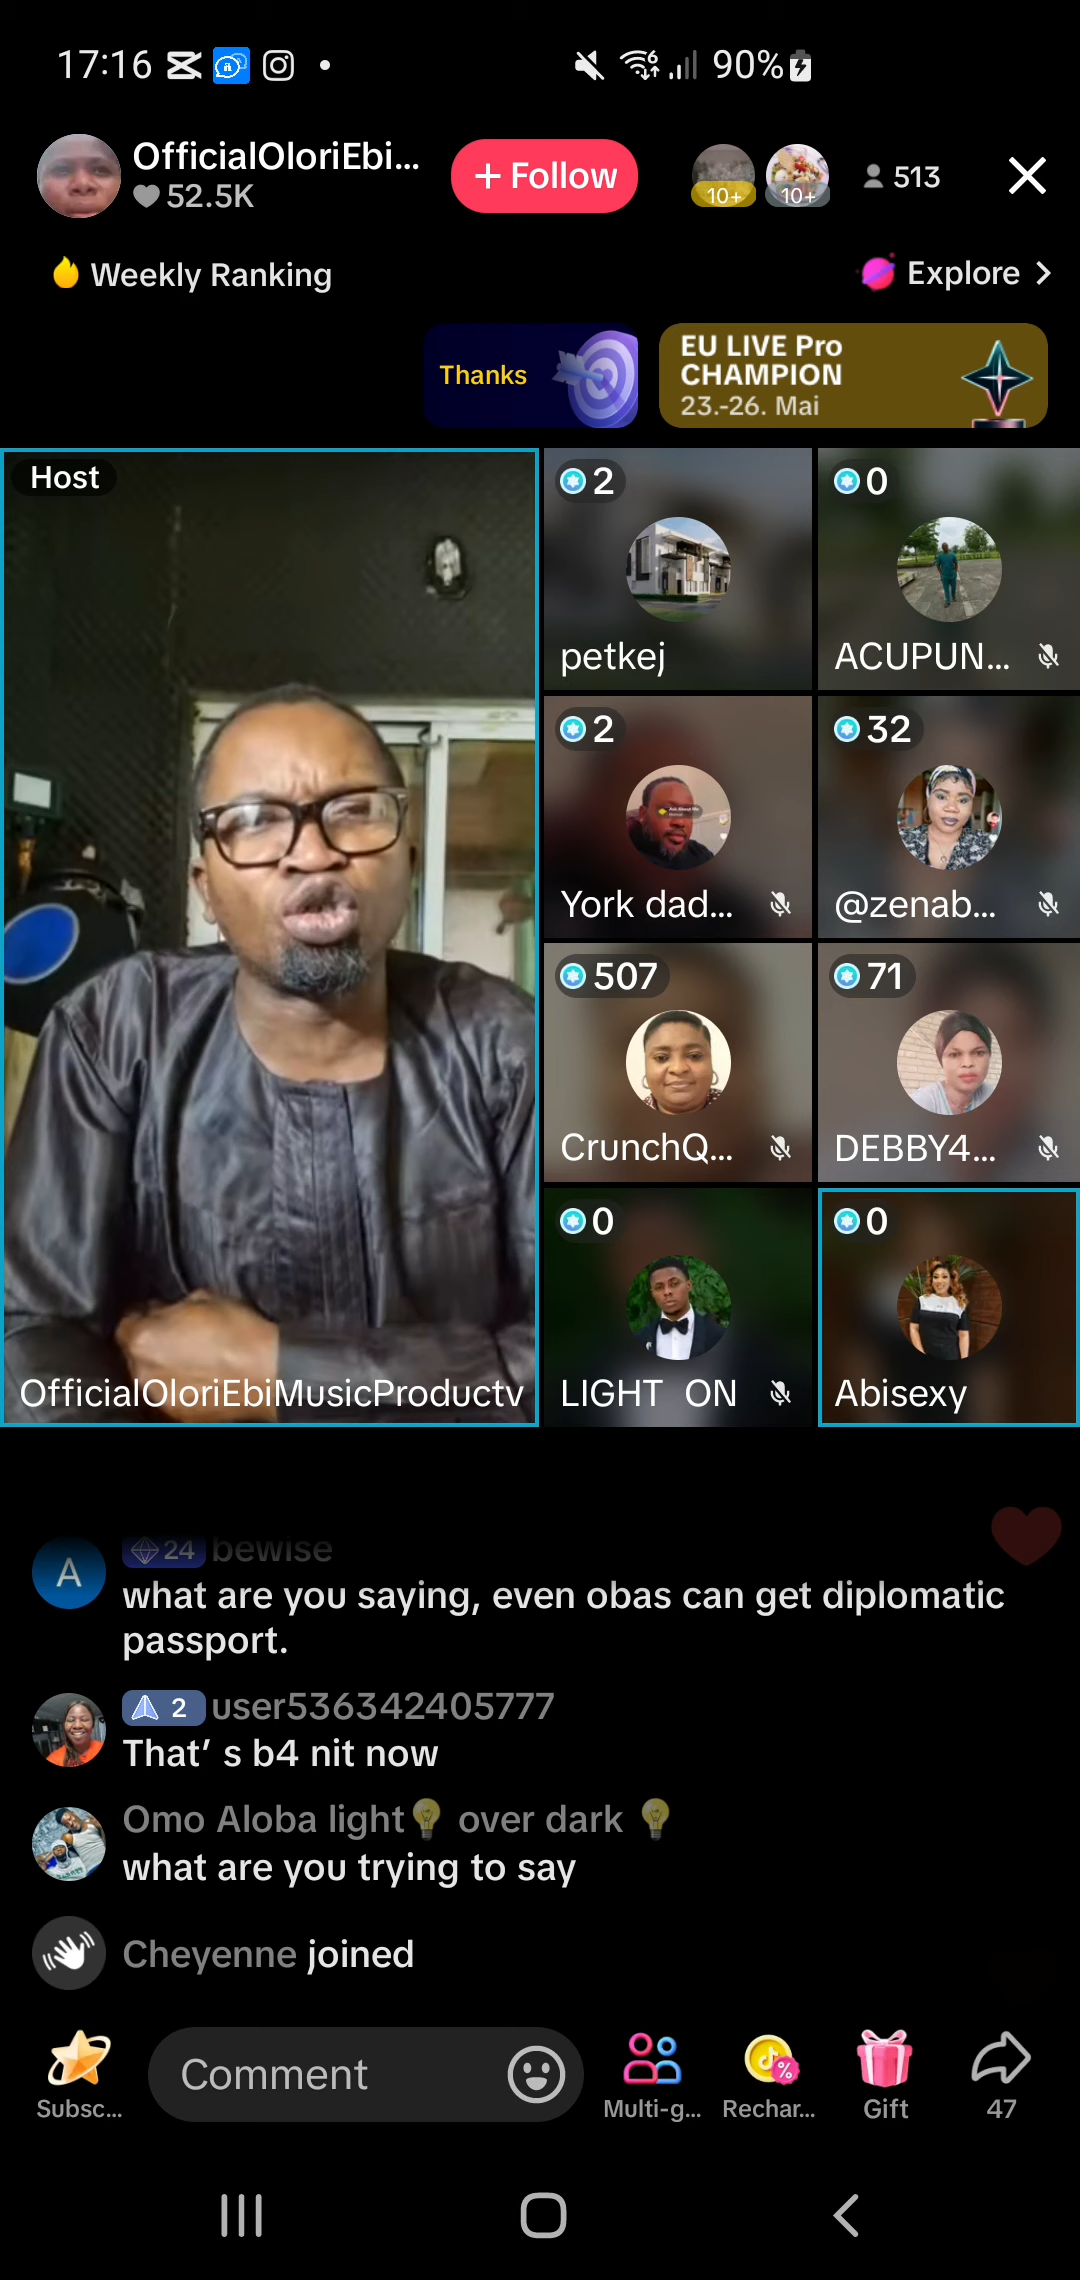 17:16
90%
OfficialOloriEbi...
52.5K
+ Follow
10+
10+
513
Weekly Ranking
Explore
Thanks
EU LIVE Pro
CHAMPION
23.-26. Mai
Host
OfficialOloriEbiMusicProductv
2
petkej
0
ACUPUN...
2
York dad...
32
@zenab...
507
CrunchQ...
71
DEBBY4...
0
LIGHT ON
0
Abisexy
A
24 bewise
what are you saying, even obas can get diplomatic
passport.
2 user536342405777
That' s b4 nit now
Omo Aloba light💡 over dark 💡
what are you trying to say
Cheyenne joined
Subsc...
Comment
Multi-g...
Rechar...
Gift
47